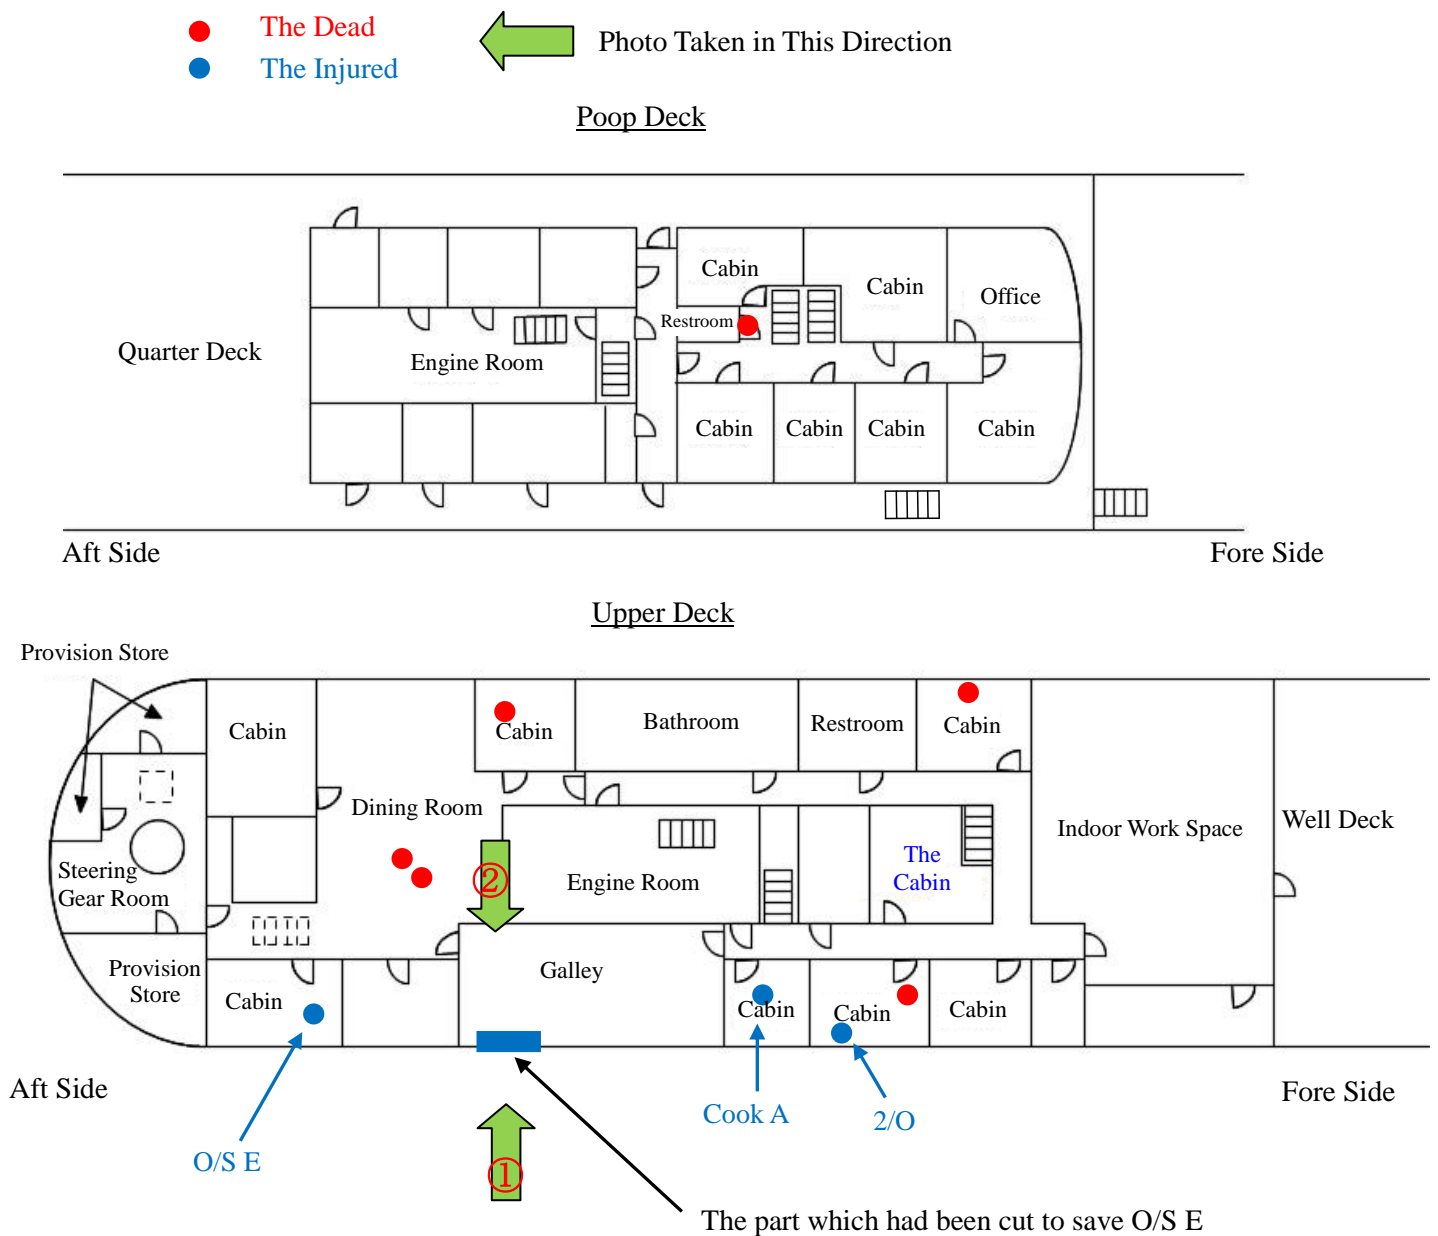 The Dead
Photo Taken in This Direction
The Injured
Poop Deck
Cabin
Cabin
Office
Restroom
Quarter Deck
Engine Room
Cabin
Cabin
Cabin
Cabin
Aft Side
Fore Side
Upper Deck
Provision Store
Cabin
Cabin
Bathroom
Restroom
Cabin
Dining Room
Indoor Work Space
Well Deck
The
Cabin
Steering
Gear Room
②
Engine Room
Provision
Store
Galley
Cabin
Cabin
Cabin
Cabin
Aft Side
Fore Side
Cook A
2/O
O/S E
①
The part which had been cut to save O/S E